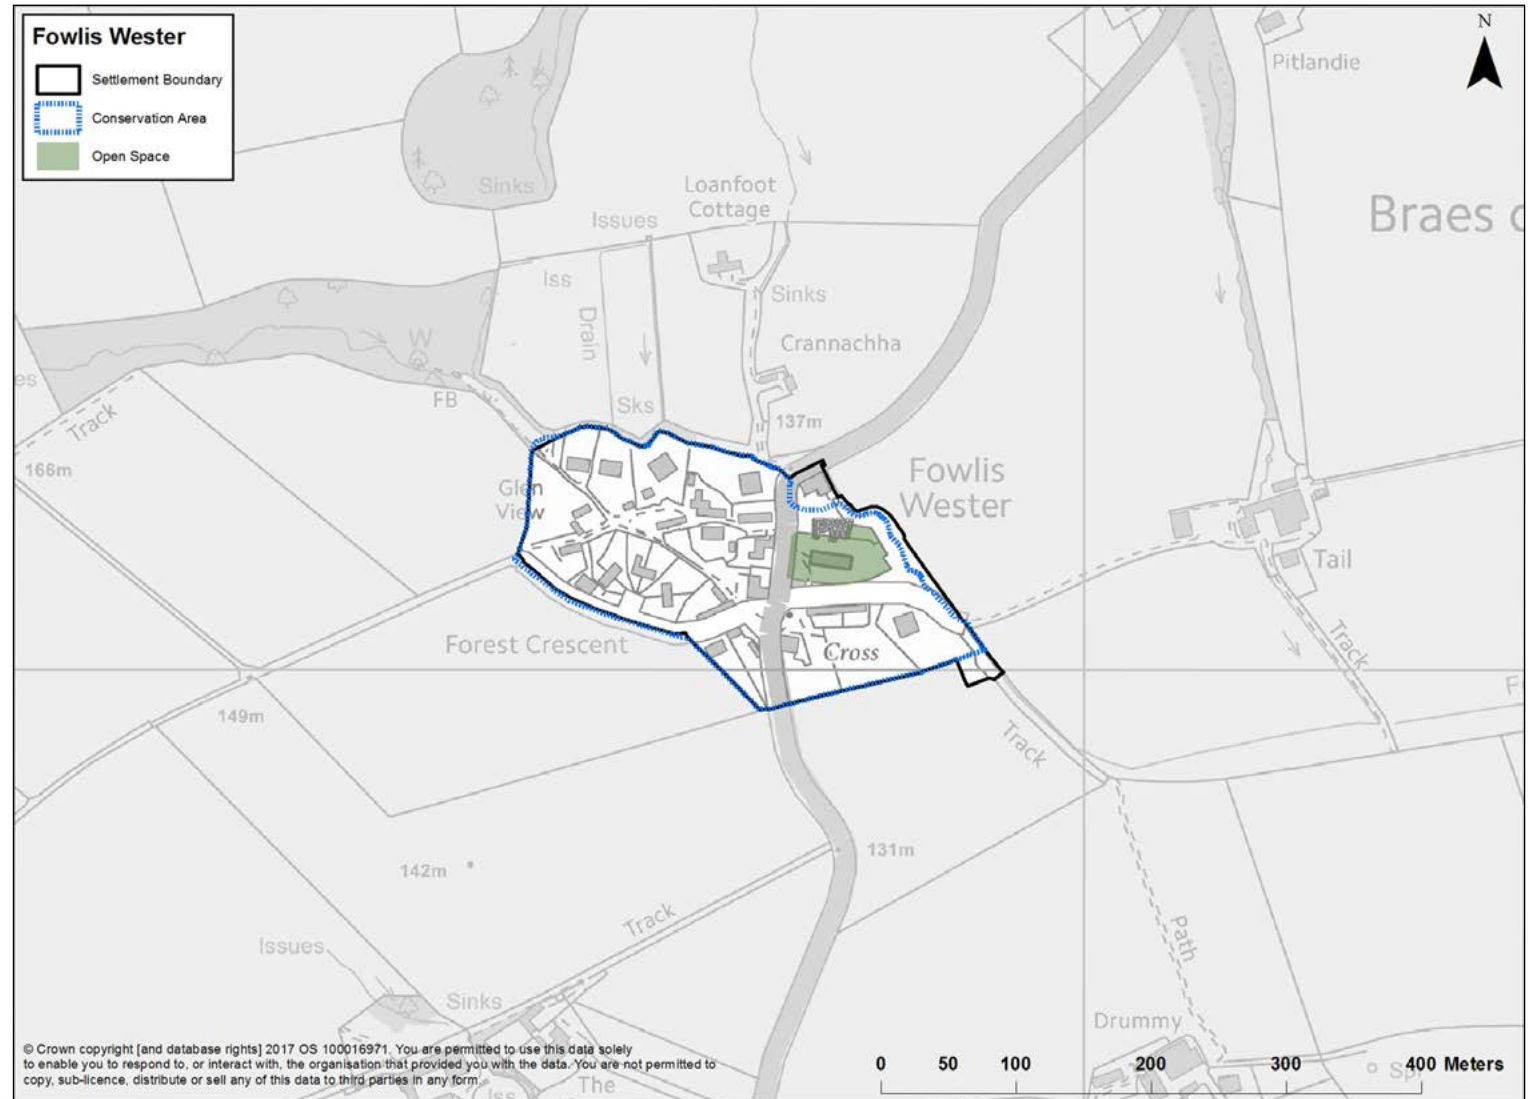 Fowlis Wester
Settlement Boundary
Conservation Area
Open Space
N
Pitlandie
Sinks
Loanfoot
Cottage
Issues
Braes
Iss
Sinks
Drain
Crannachha
W
FB
Sks
Track
137m
166m
Fowlis
Wester
Glen
View
Tail
Forest Crescent
Cross
Track
149m
Track
131m
142m
Track
Path
Issues
Sinks
Drummy
© Crown copyright [and database rights] 2017 OS 100016971. You are permitted to use this data solely
to enable you to respond to, or interact with, the organisation that provided you with the data. You are not permitted to
copy, sub-licence, distribute or sell any of this data to third parties in any form.
0 50 100 200 300 400 Meters
Iss
The